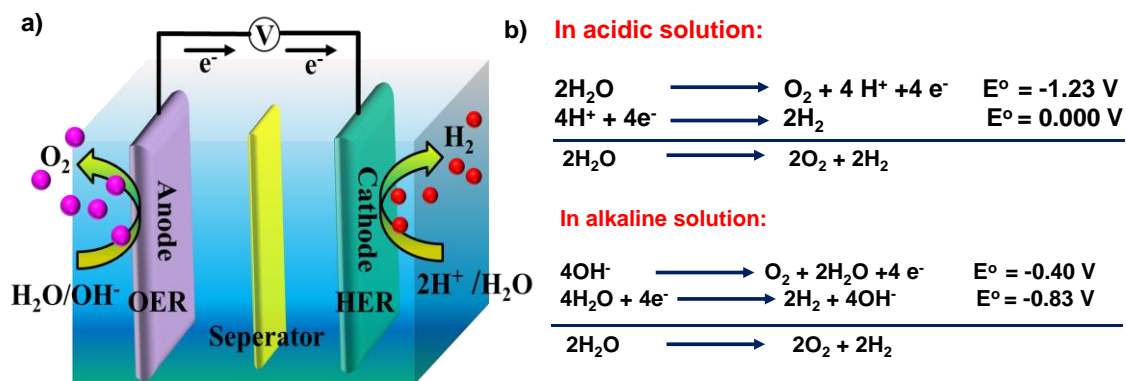 a)
V
e-
e-
O2
H2
Anode
Cathode
H2O/OH-
OER
HER
2H+ /H2O
Seperator
b)
In acidic solution:
2H2O ⟶ O2 + 4 H+ +4 e- Eo = -1.23 V
4H+ + 4e- ⟶ 2H2 Eo = 0.000 V
2H2O ⟶ 2O2 + 2H2
In alkaline solution:
4OH- ⟶ O2 + 2H2O +4 e- Eo = -0.40 V
4H2O + 4e- ⟶ 2H2 + 4OH- Eo = -0.83 V
2H2O ⟶ 2O2 + 2H2